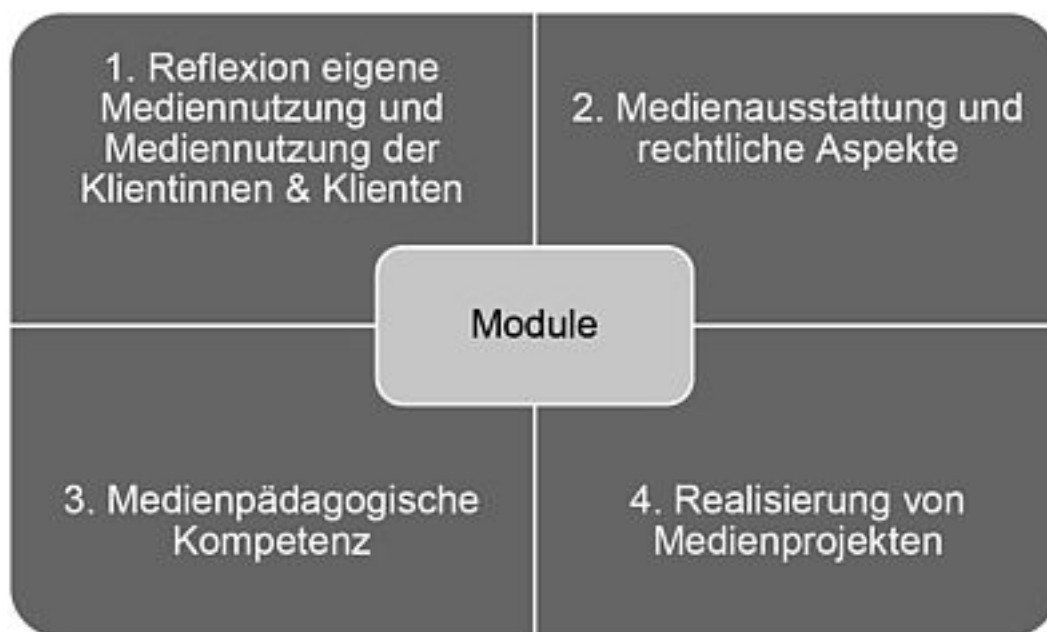 1. Reflexion eigene
Mediennutzung und
Mediennutzung der
Klientinnen & Klienten
2. Medienausstattung und
rechtliche Aspekte
Module
3. Medienpädagogische
Kompetenz
4. Realisierung von
Medienprojekten